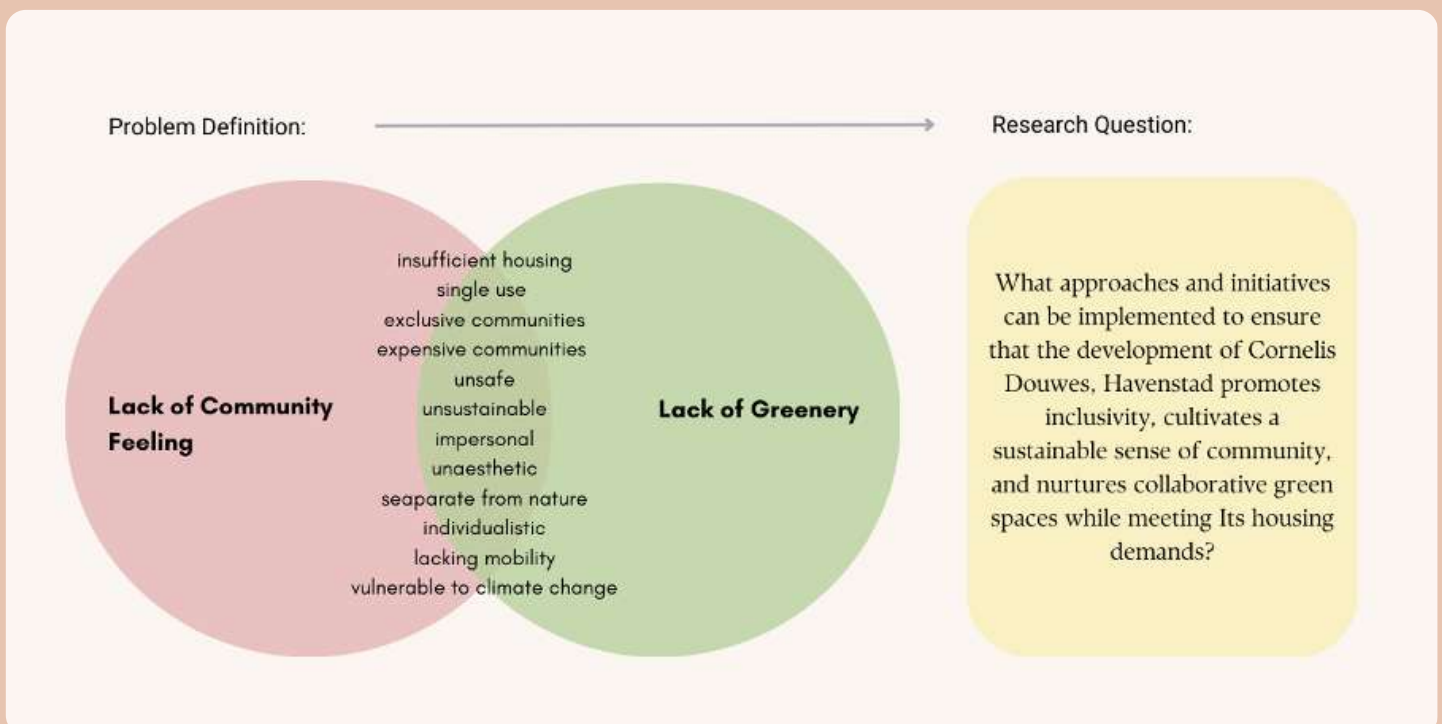 Problem Definition:
Research Question:
insufficient housing
single use
exclusive communities
expensive communities
unsafe
unsustainable
impersonal
unaesthetic
seaparate from nature
individualistic
lacking mobility
vulnerable to climate change
Lack of Community
Feeling
Lack of Greenery
What approaches and initiatives
can be implemented to ensure
that the development of Cornelis
Douwes, Havenstad promotes
inclusivity, cultivates a
sustainable sense of community,
and nurtures collaborative green
spaces while meeting Its housing
demands?